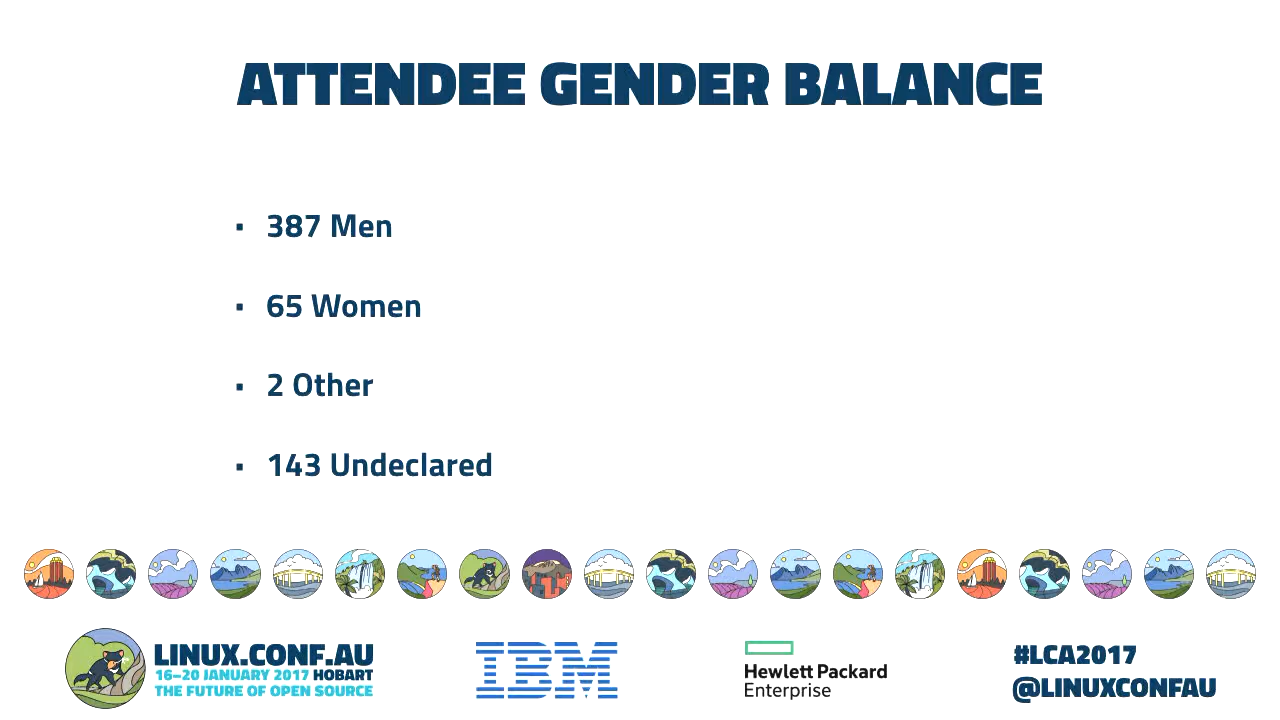 ATTENDEE GENDER BALANCE
▪ 387 Men
▪ 65 Women
▪ 2 Other
▪ 143 Undeclared
LINUX.CONF.AU
16–20 JANUARY 2017 HOBART
THE FUTURE OF OPEN SOURCE
IBM
Hewlett Packard
Enterprise
#LCA2017
@LINUXCONFAU